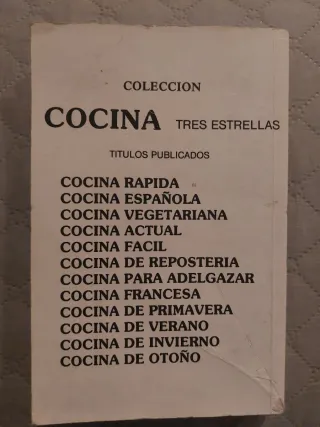 COLECCION
COCINA TRES ESTRELLAS
TITULOS PUBLICADOS
COCINA RAPIDA
COCINA ESPAÑOLA
COCINA VEGETARIANA
COCINA ACTUAL
COCINA FACIL
COCINA DE REPOSTERIA
COCINA PARA ADELGAZAR
COCINA FRANCESA
COCINA DE PRIMAVERA
COCINA DE VERANO
COCINA DE INVIERNO
COCINA DE OTOÑO